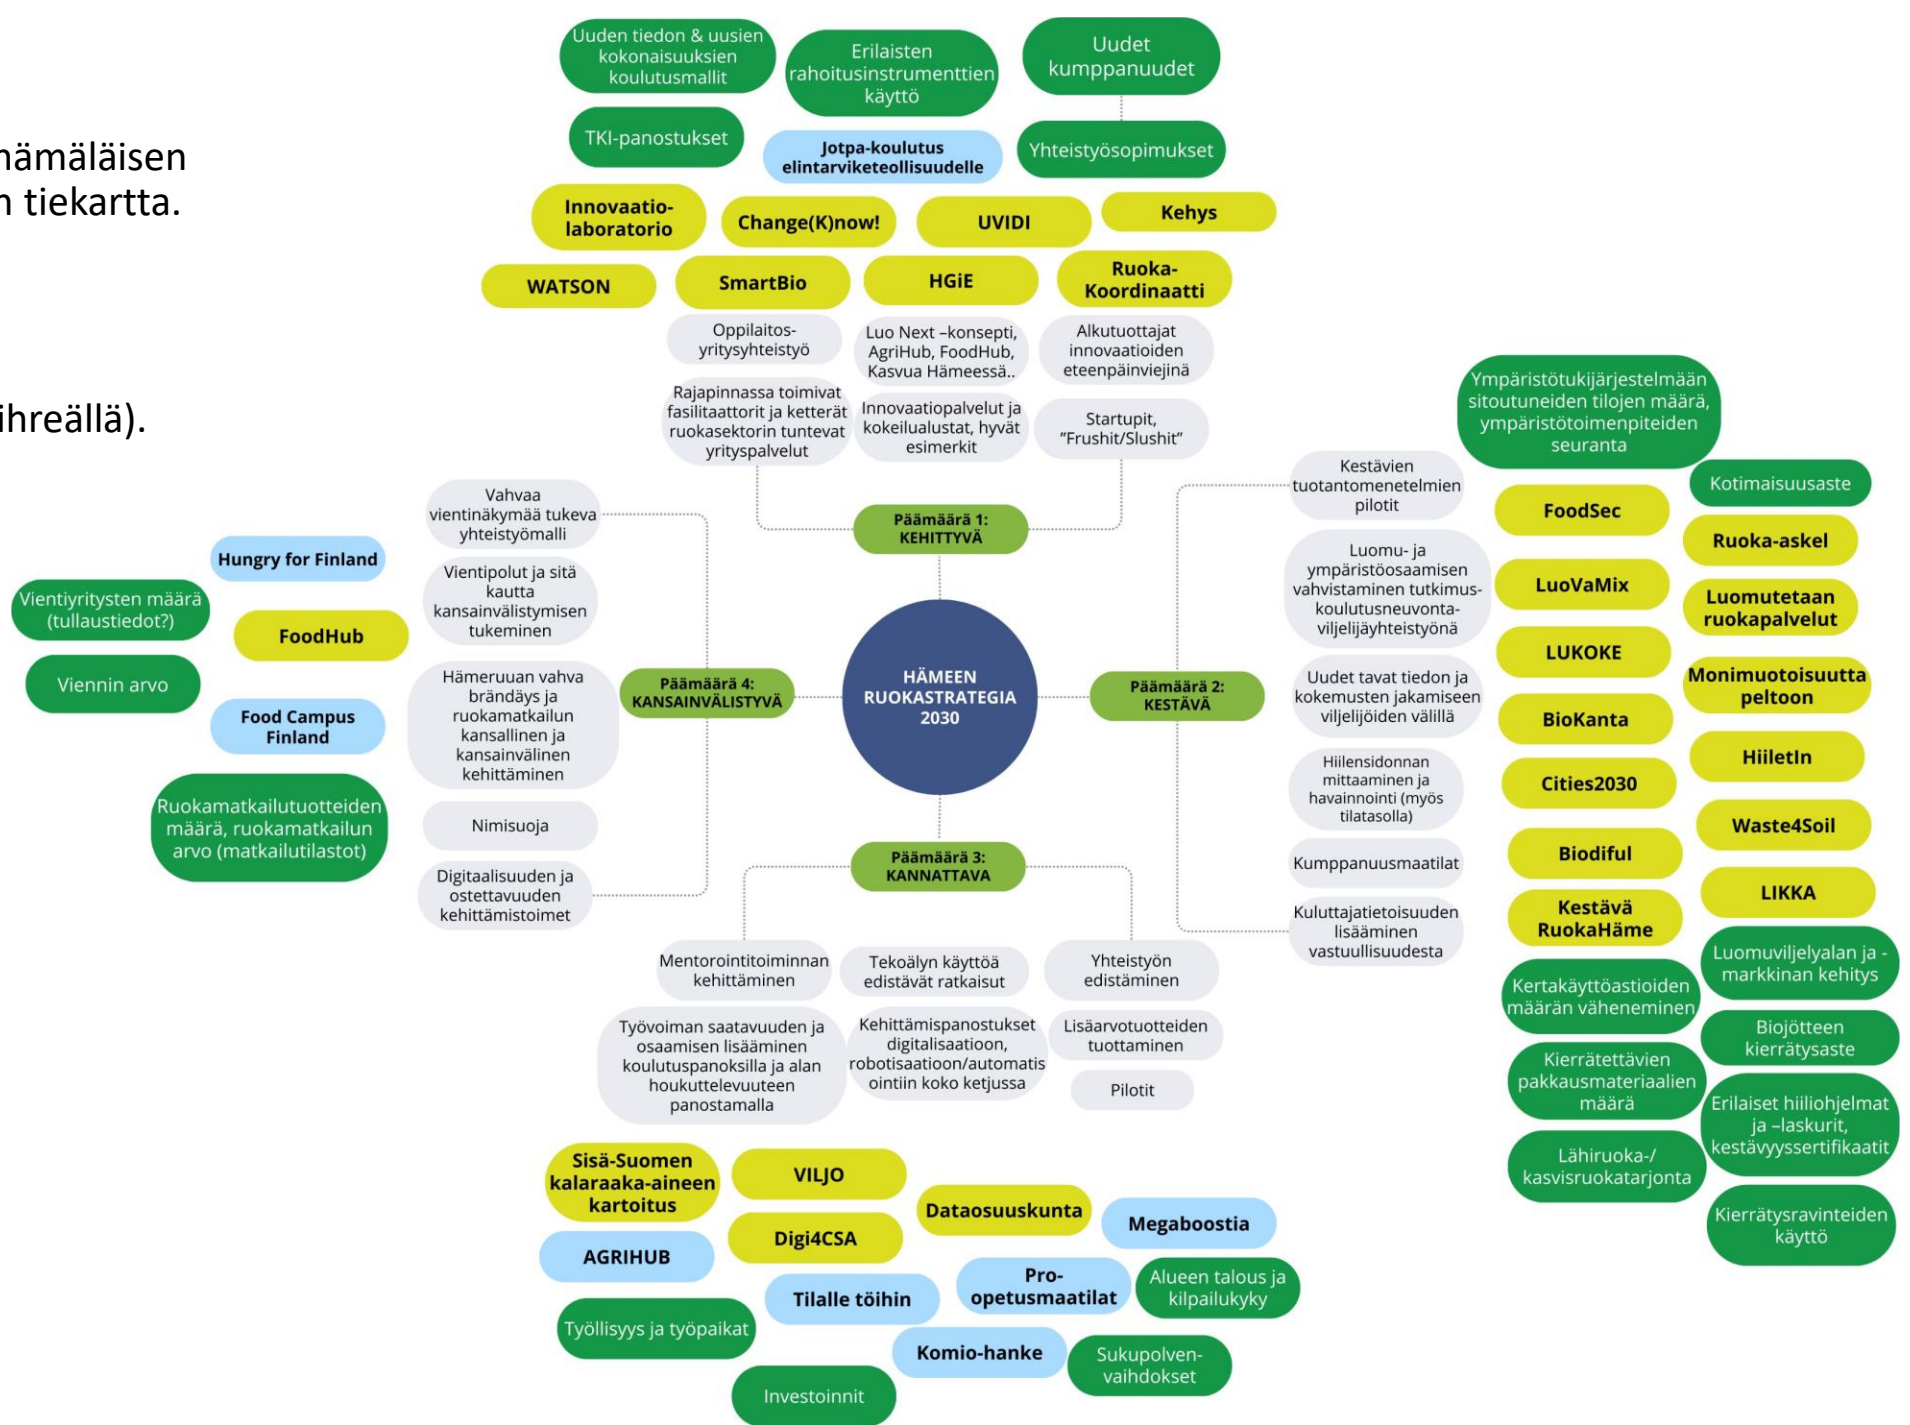 nämäläisen
n tiekartta.
ihreällä).
Uuden tiedon & uusien
kokonaisuuksien
koulutusmallit
Erilaisten
rahoitusinstrumenttien
käyttö
Uudet
kumppanuudet
TKI-panostukset
Jotpa-koulutus
elintarviketeollisuudelle
Yhteistyösopimukset
Innovaatio-
laboratorio
Change(K)now!
UVIDI
Kehys
WATSON
SmartBio
HGiE
Ruoka-
Koordinaatti
Oppilaitos-
yritysyhteistyö
Luo Next –konsepti,
AgriHub, FoodHub,
Kasvua Hämeessä..
Alkutuottajat
innovaatioiden
eteenpäinviejinä
Rajapinnassa toimivat
fasilitaattorit ja ketterät
ruokasektorin tuntevat
yrityspalvelut
Innovaatiopalvelut ja
kokeilualustat, hyvät
esimerkit
Startupit,
”Frushit/Slushit”
Päämäärä 1:
KEHITTYVÄ
Vahvaa
vientinäkymää tukeva
yhteistyömalli
Hungry for Finland
Vientipolut ja sitä
kautta
kansainvälistymisen
tukeminen
Vientiyritysten määrä
(tullaustiedot?)
FoodHub
Viennin arvo
Hämeruuan vahva
brändäys ja
ruokamatkailun
kansallinen ja
kansainvälinen
kehittäminen
Food Campus
Finland
Ruokamatkailutuotteiden
määrä, ruokamatkailun
arvo (matkailutilastot)
Nimisuoja
Digitaalisuuden ja
ostettavuuden
kehittämistoimet
Päämäärä 4:
KANSAINVÄLISTYVÄ
HÄMEEN
RUOKASTRATEGIA
2030
Päämäärä 2:
KESTÄVÄ
Kestävien
tuotantomenetelmien
pilotit
Luomu- ja
ympäristöosaamisen
vahvistaminen tutkimus-
koulutusneuvonta-
viljelijäyhteistyönä
Uudet tavat tiedon ja
kokemusten jakamiseen
viljelijöiden välillä
Hiilensidonnan
mittaaminen ja
havainnointi (myös
tilatasolla)
Kumppanuusmaatilat
Kuluttajatietoisuuden
lisääminen
vastuullisuudesta
Ympäristötukijärjestelmään
sitoutuneiden tilojen määrä,
ympäristötoimenpiteiden
seuranta
Kotimaisuusaste
FoodSec
Ruoka-askel
LuoVaMix
Luomutetaan
ruokapalvelut
LUKOKE
Monimuotoisuutta
peltoon
BioKanta
HiiletIn
Cities2030
Waste4Soil
Biodiful
LIKKA
Kestävä
RuokaHäme
Luomuviljelyalan ja -
markkinan kehitys
Kertakäyttöastioiden
määrän väheneminen
Biojötteen
kierrätysaste
Kierrätettävien
pakkausmateriaalien
määrä
Erilaiset hiiliohjelmat
ja –laskurit,
kestävyyssertifikaatit
Lähiruoka-/
kasvisruokatarjonta
Kierrätysravinteiden
käyttö
Päämäärä 3:
KANNATTAVA
Mentorointitoiminnan
kehittäminen
Tekoälyn käyttöä
edistävät ratkaisut
Yhteistyön
edistäminen
Työvoiman saatavuuden ja
osaamisen lisääminen
koulutuspanoksilla ja alan
houkuttelevuuteen
panostamalla
Kehittämispanostukset
digitalisaatioon,
robotisaatioon/automatis
ointiin koko ketjussa
Lisäarvotuotteiden
tuottaminen
Pilotit
Sisä-Suomen
kalaraaka-aineen
kartoitus
VILJO
Dataosuuskunta
Megaboostia
AGRIHUB
Digi4CSA
Tilalle töihin
Pro-
opetusmaatilat
Alueen talous ja
kilpailukyky
Työllisyys ja työpaikat
Komio-hanke
Sukupolven-
vaihdokset
Investoinnit